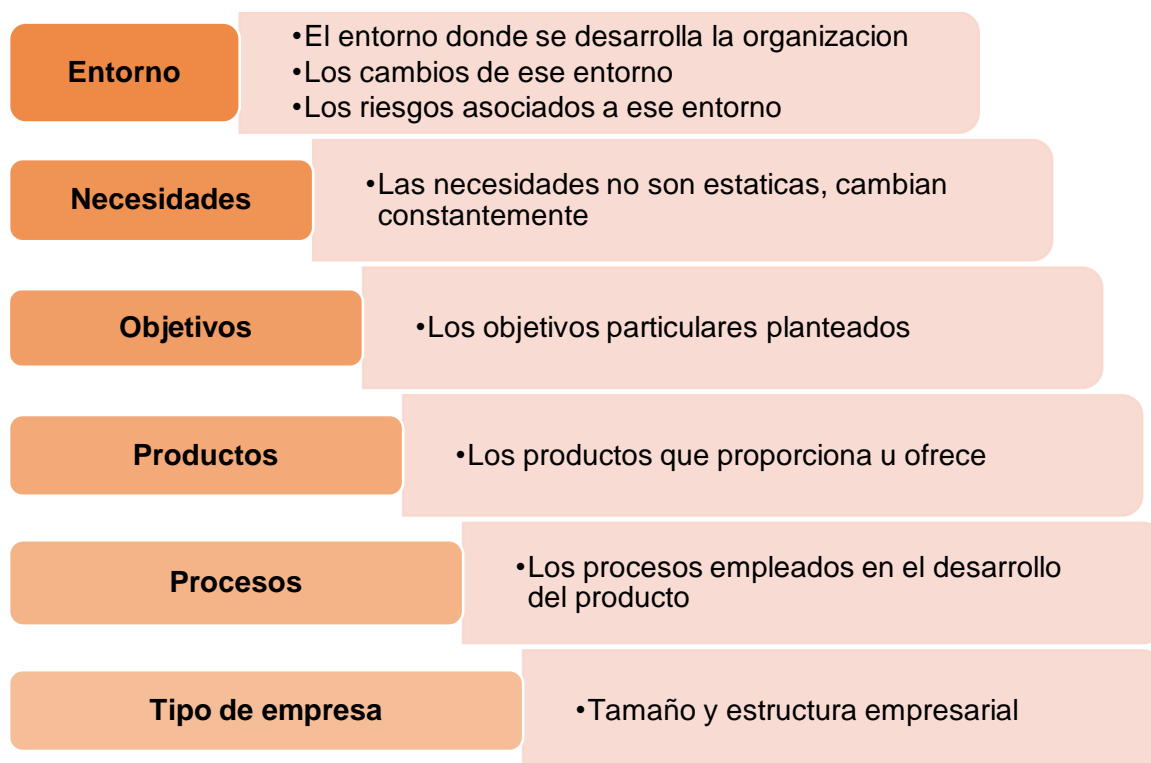 Entorno
•El entorno donde se desarrolla la organizacion
•Los cambios de ese entorno
•Los riesgos asociados a ese entorno
Necesidades
•Las necesidades no son estaticas, cambian
constantemente
Objetivos
•Los objetivos particulares planteados
Productos
•Los productos que proporciona u ofrece
Procesos
•Los procesos empleados en el desarrollo
del producto
Tipo de empresa
•Tamaño y estructura empresarial